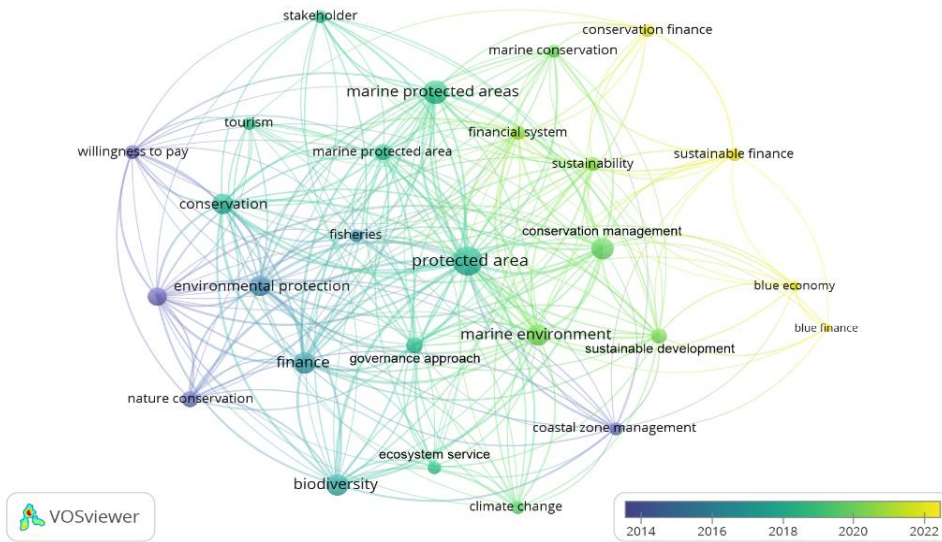 stakeholder
conservation finance
marine conservation
marine protected areas
tourism
financial system
willingness to pay
marine protected area
sustainability
sustainable finance
conservation
fisheries
conservation management
protected area
environmental protection
blue economy
blue finance
marine environment
sustainable development
finance
governance approach
nature conservation
coastal zone management
ecosystem service
biodiversity
climate change
VOSviewer
2014 2016 2018 2020 2022